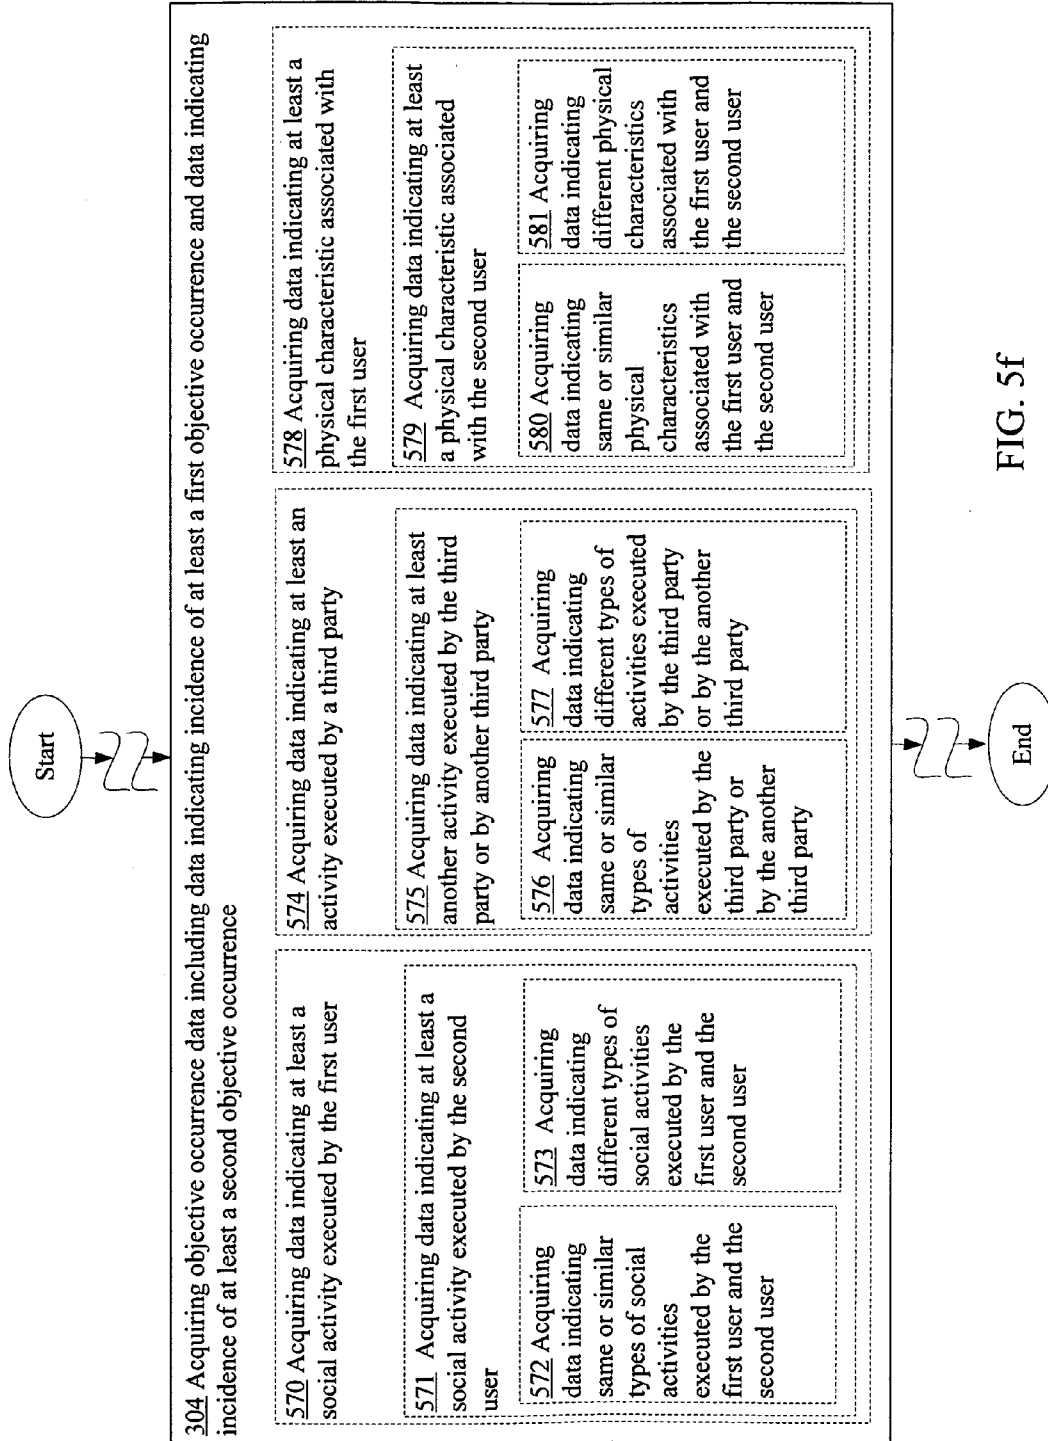 Start
304 Acquiring objective occurrence data including data indicating incidence of at least a first objective occurrence and data indicating
incidence of at least a second objective occurrence
570 Acquiring data indicating at least a
social activity executed by the first user
571 Acquiring data indicating at least a
social activity executed by the second
user
572 Acquiring
data indicating
same or similar
types of social
activities
executed by the
first user and the
second user
573 Acquiring
data indicating
different types of
social activities
executed by the
first user and the
second user
574 Acquiring data indicating at least an
activity executed by a third party
575 Acquiring data indicating at least
another activity executed by the third
party or by another third party
576 Acquiring
data indicating
same or similar
types of
activities
executed by the
third party or
by the another
third party
577 Acquiring
data indicating
different types of
activities executed
by the third party
or by the another
third party
578 Acquiring data indicating at least a
physical characteristic associated with
the first user
579 Acquiring data indicating at least
a physical characteristic associated
with the second user
580 Acquiring
data indicating
same or similar
physical
characteristics
associated with
the first user and
the second user
581 Acquiring
data indicating
different physical
characteristics
associated with
the first user and
the second user
End
FIG. 5f